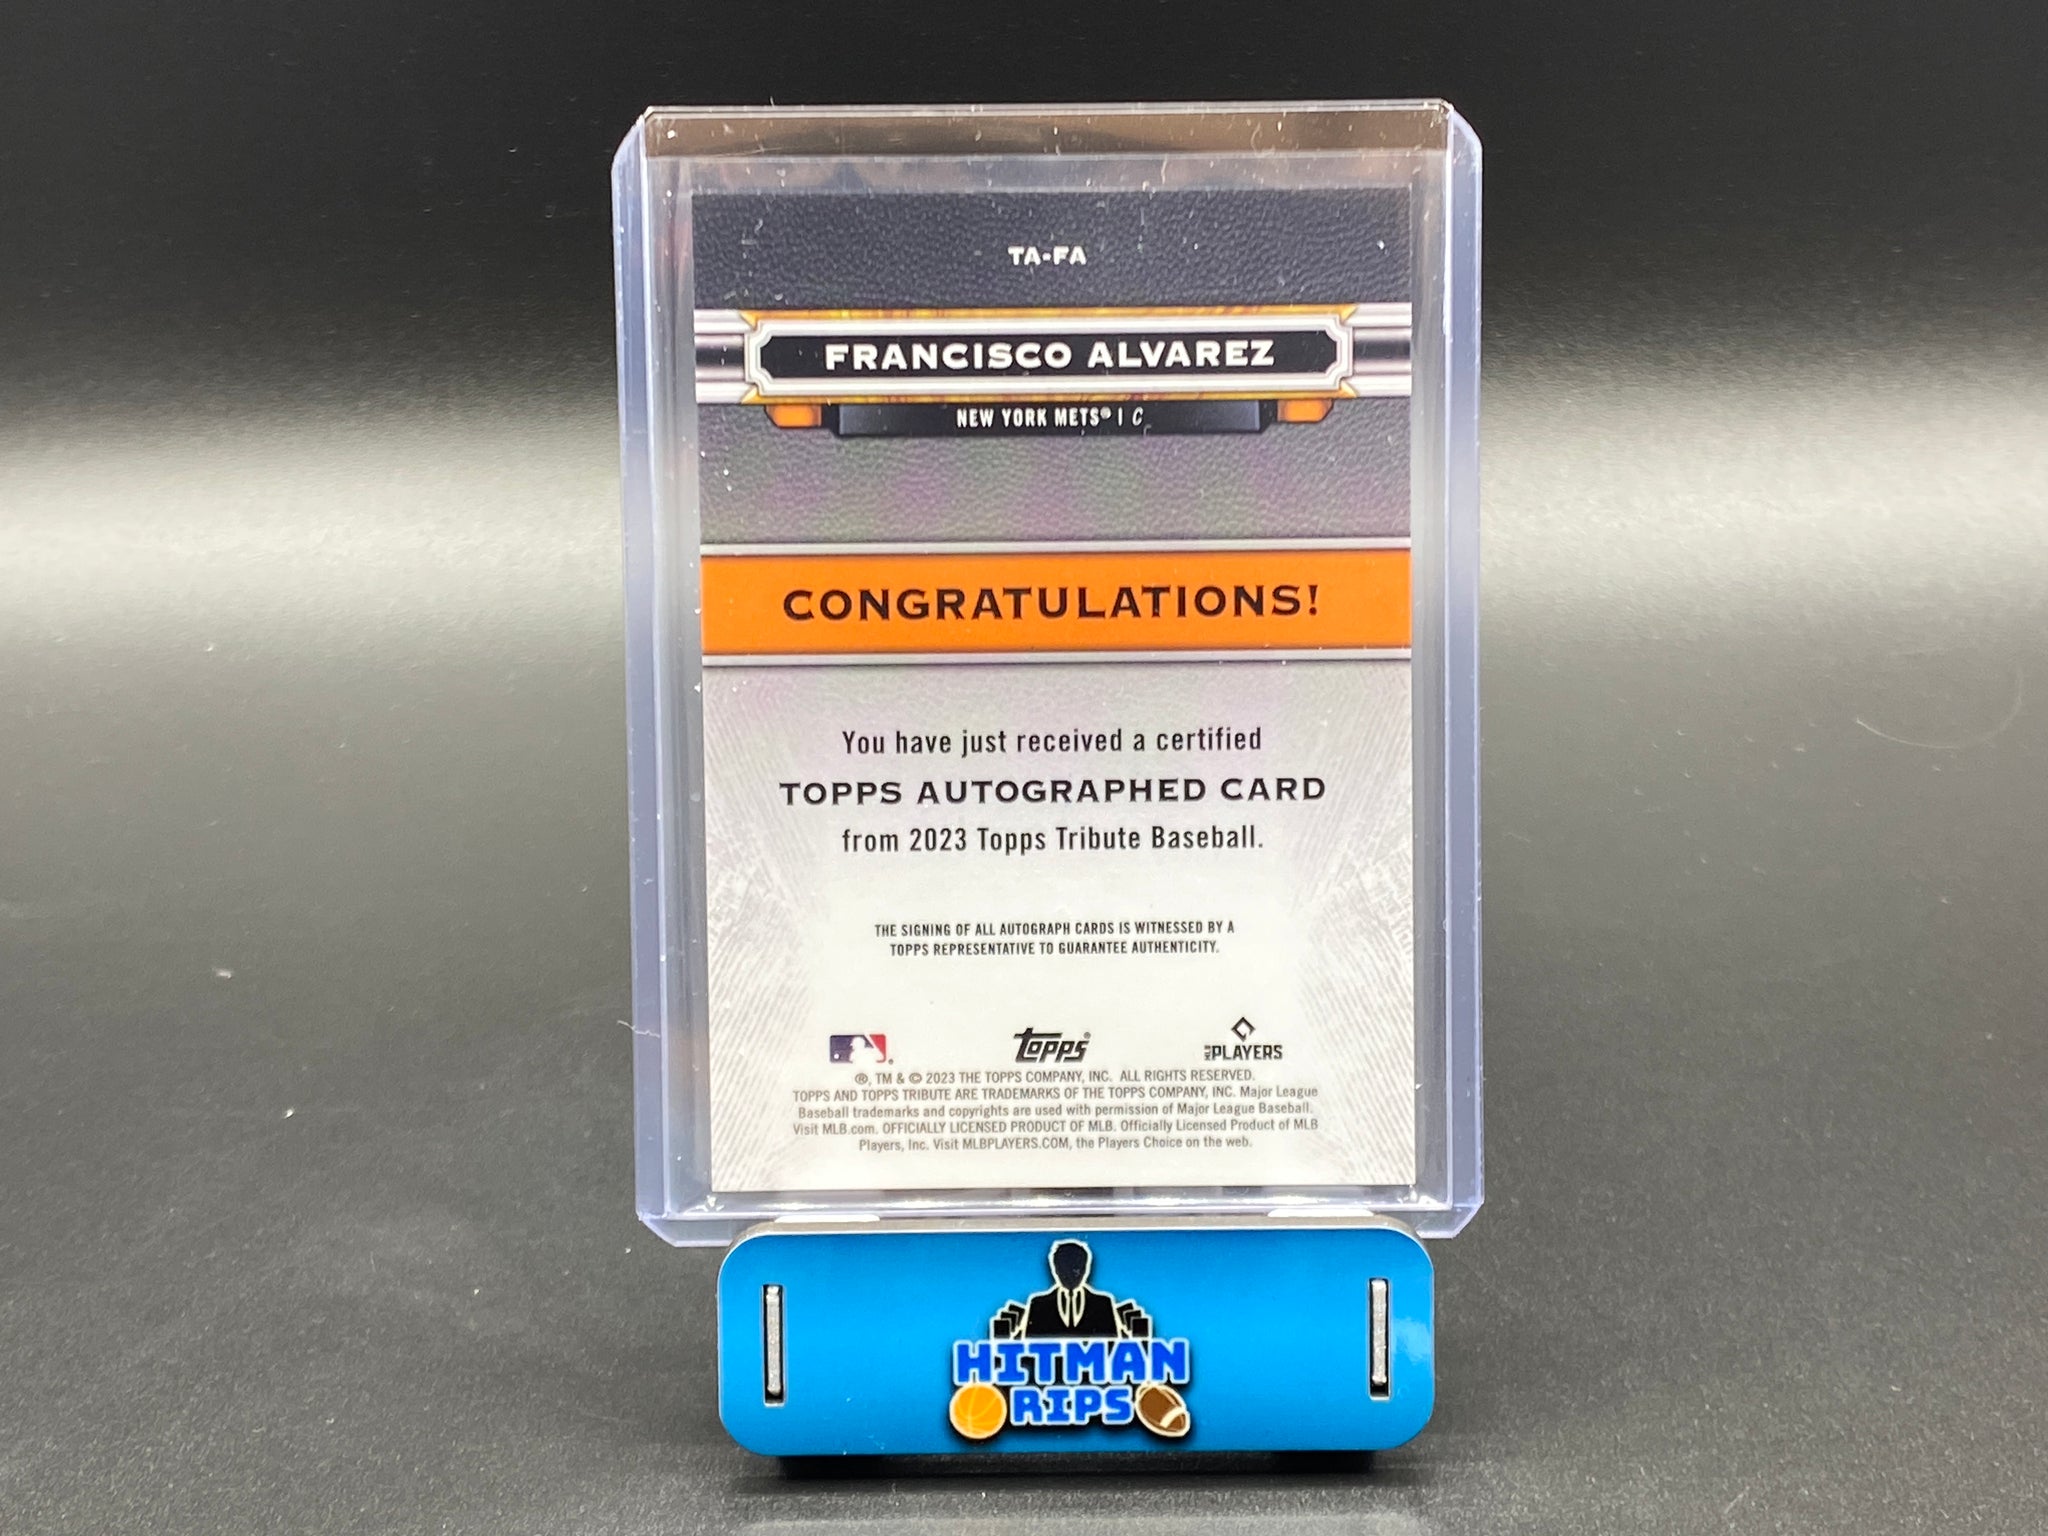 TA-FA
FRANCISCO ALVAREZ
NEW YORK METS® | C
CONGRATULATIONS!
You have just received a certified
TOPPS AUTOGRAPHED CARD
from 2023 Topps Tribute Baseball.
THE SIGNING OF ALL AUTOGRAPH CARDS IS WITNESSED BY A
TOPPS REPRESENTATIVE TO GUARANTEE AUTHENTICITY.
Topps®
MLB PLAYERS
®, TM & © 2023 THE TOPPS COMPANY, INC. ALL RIGHTS RESERVED.
TOPPS AND TOPPS TRIBUTE ARE TRADEMARKS OF THE TOPPS COMPANY, INC. Major League
Baseball trademarks and copyrights are used with permission of Major League Baseball.
Visit MLB.com. OFFICIALLY LICENSED PRODUCT OF MLB. Officially Licensed Product of MLB
Players, Inc. Visit MLBPLAYERS.COM, the Players Choice on the web.
HITMAN
RIPS